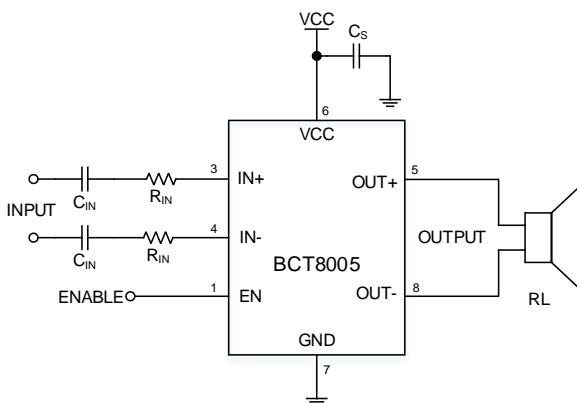 VCC
CS
6
VCC
3
IN+
CIN
RIN
5
OUT+
INPUT
4
IN-
CIN
RIN
OUTPUT
BCT8005
ENABLE
1
EN
OUT-
8
RL
GND
7